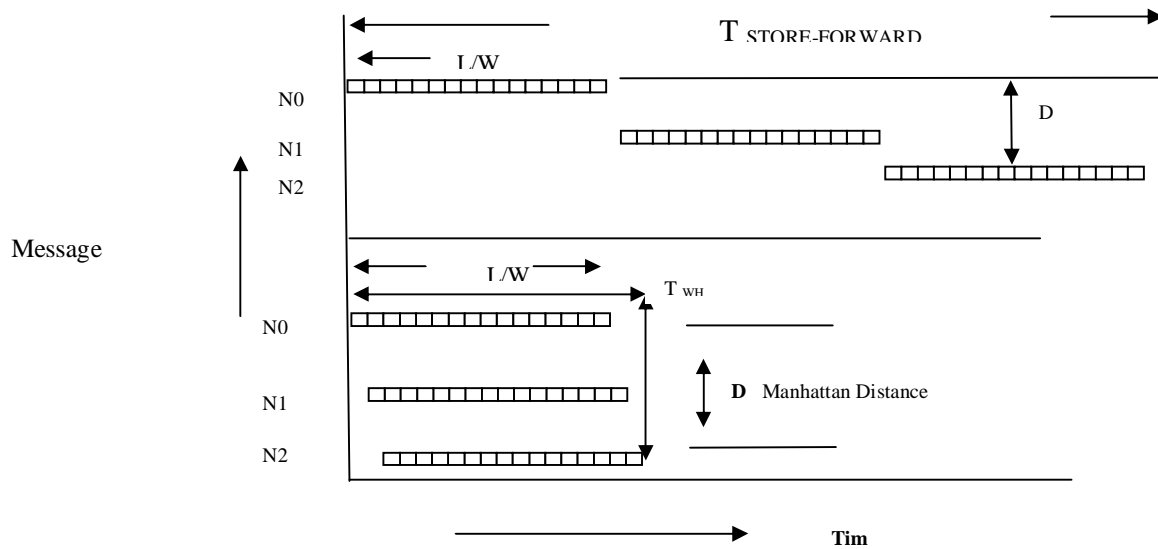 T STORE-FORWARD
L/W
N0
D
N1
N2
Message
L/W
T WH
N0
D Manhattan Distance
N1
N2
Tim